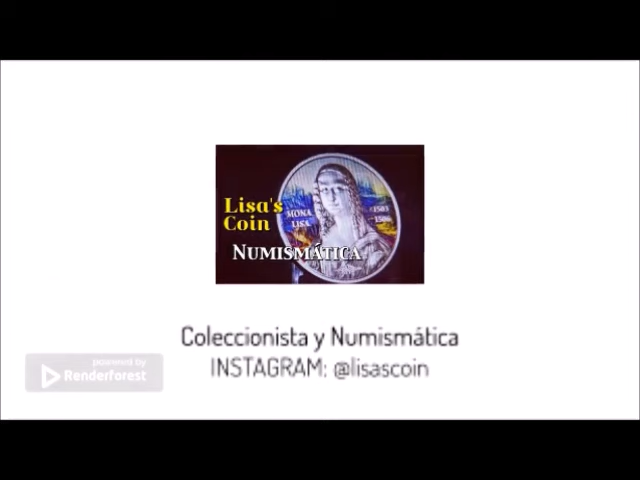 Lisa's
Coin
MONA
LISA
1503
1506
NUMISMÁTICA
Coleccionista y Numismática
INSTAGRAM: @lisascoin
powered by
Renderforest